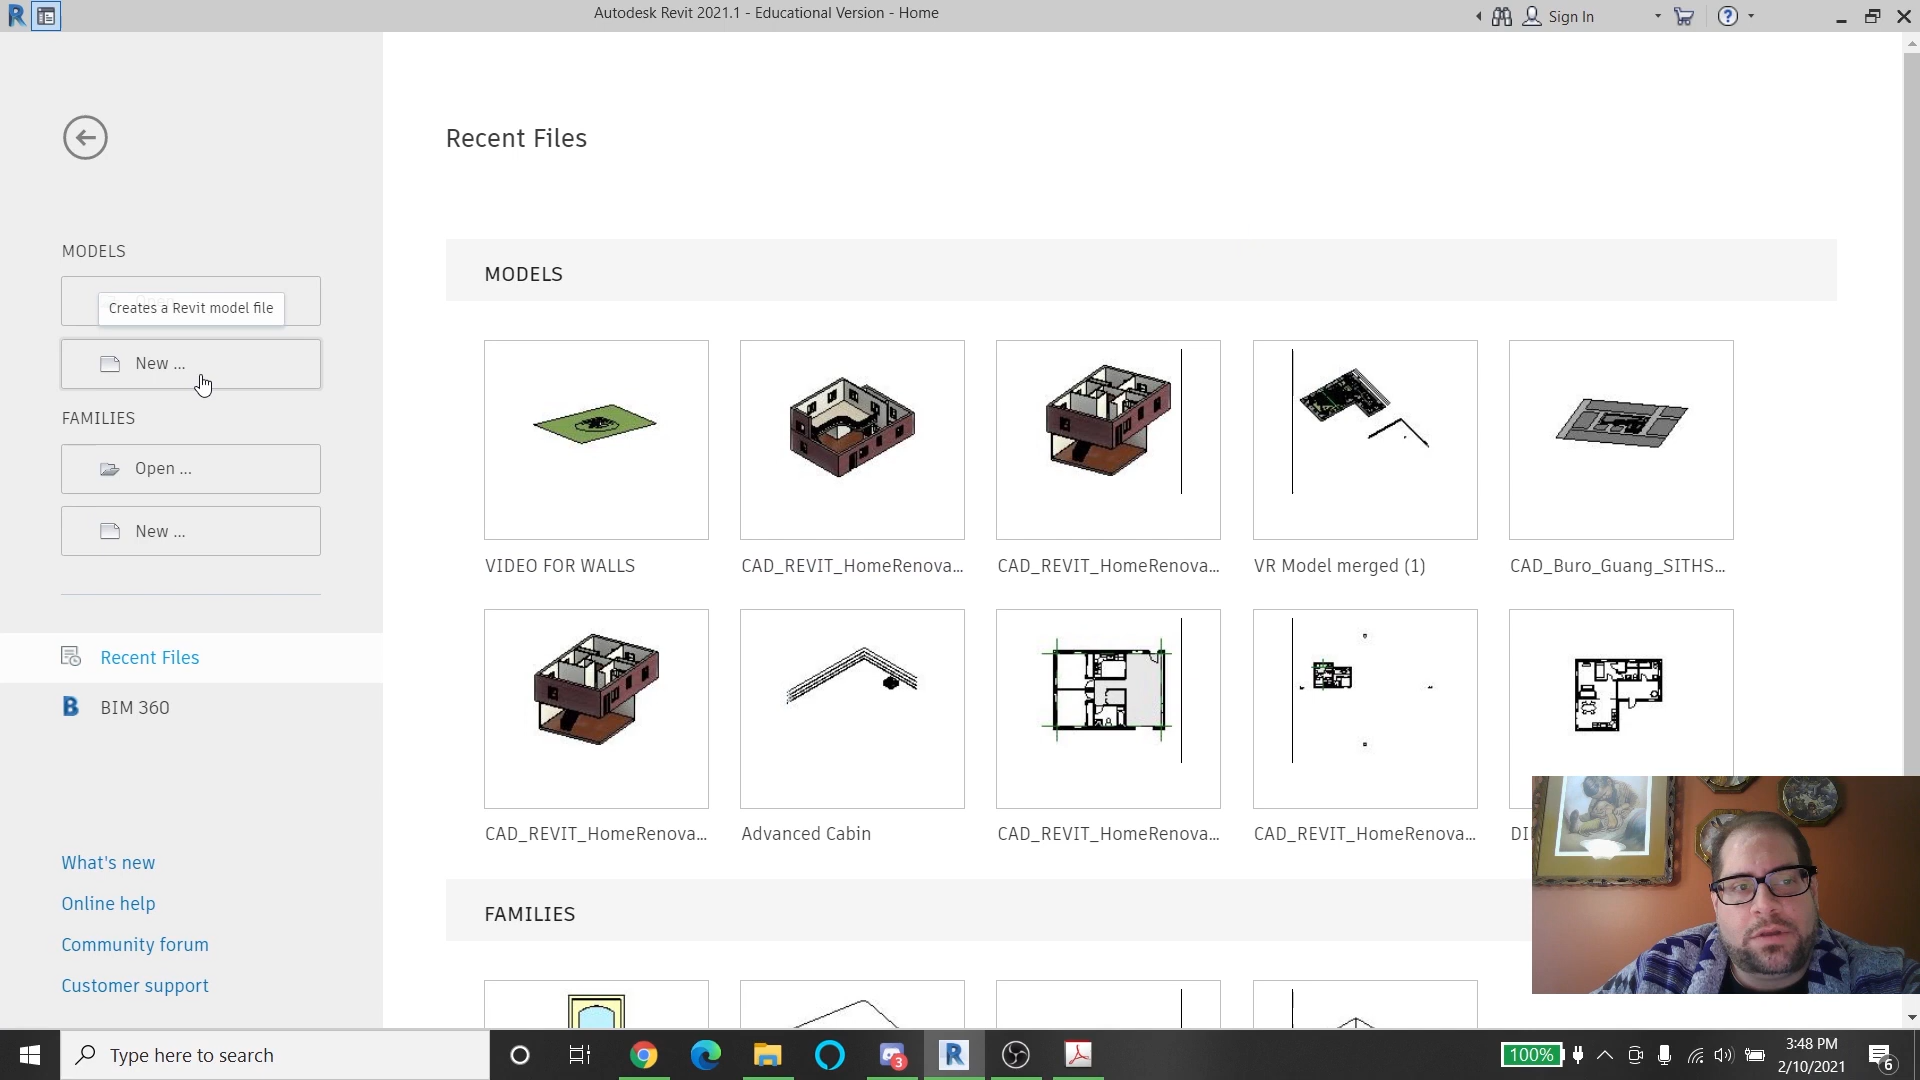 Autodesk Revit 2021.1 - Educational Version - Home
Sign In
Recent Files
MODELS
Creates a Revit model file
New ...
FAMILIES
Open ...
New ...
Recent Files
BIM 360
What's new
Online help
Community forum
Customer support
MODELS
VIDEO FOR WALLS
CAD_REVIT_HomeRenova...
CAD_REVIT_HomeRenova...
VR Model merged (1)
CAD_Buro_Guang_SITHS...
CAD_REVIT_HomeRenova...
Advanced Cabin
CAD_REVIT_HomeRenova...
CAD_REVIT_HomeRenova...
FAMILIES
Type here to search
3
100%
3:48 PM
2/10/2021
6